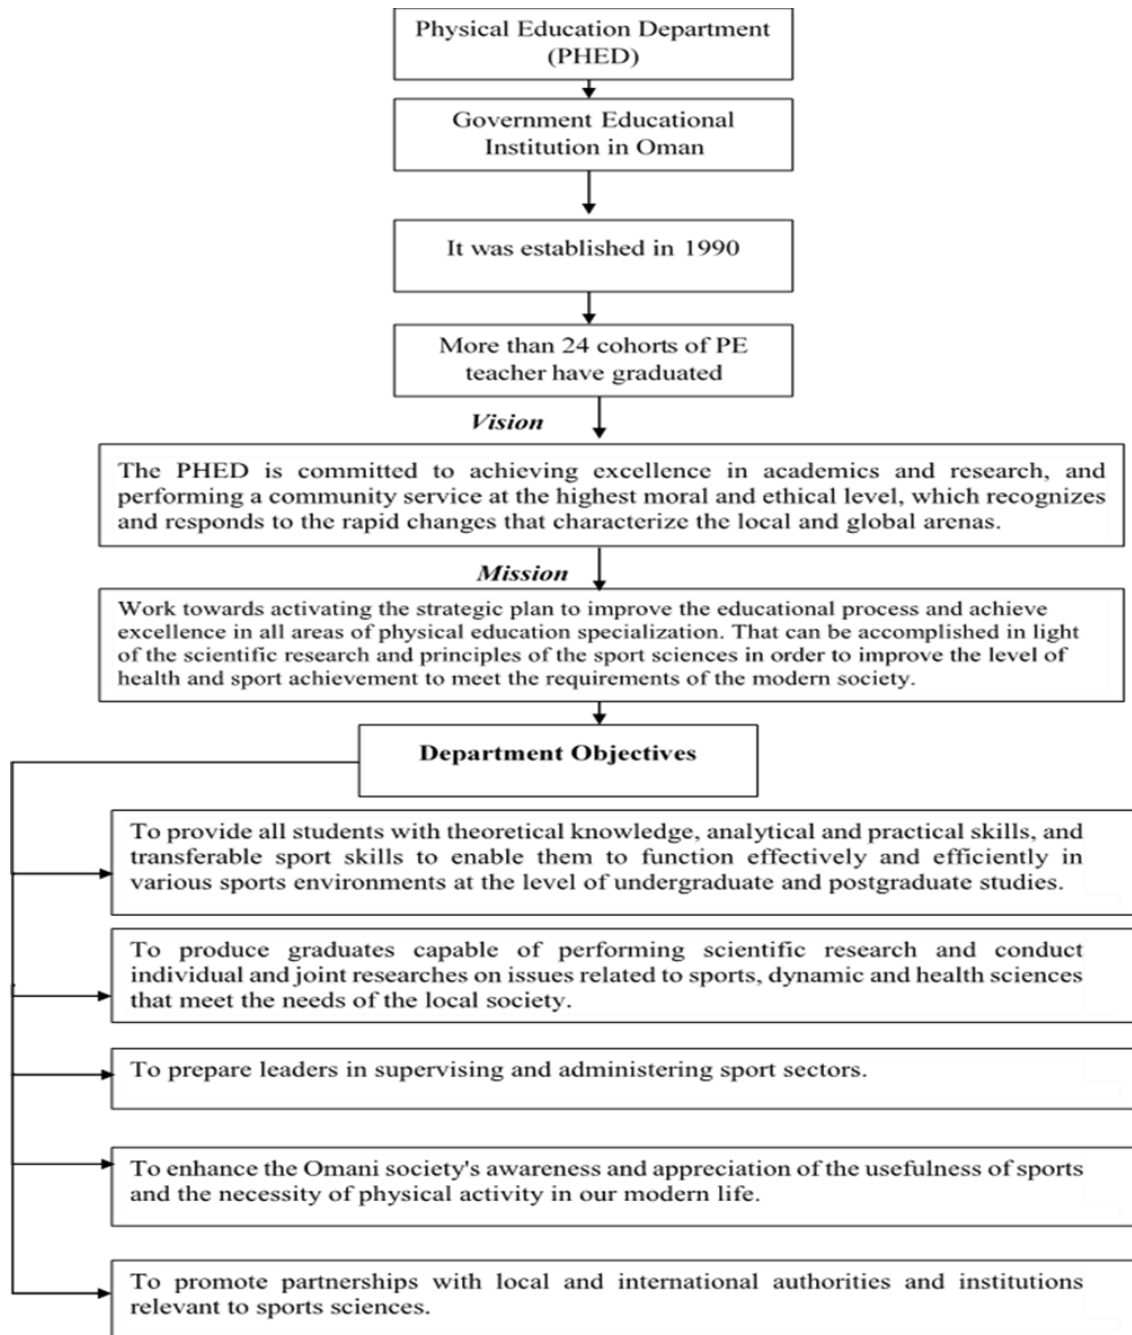 Physical Education Department
(PHED)
Government Educational
Institution in Oman
It was established in 1990
More than 24 cohorts of PE
teacher have graduated
Vision
The PHED is committed to achieving excellence in academics and research, and
performing a community service at the highest moral and ethical level, which recognizes
and responds to the rapid changes that characterize the local and global arenas.
Mission
Work towards activating the strategic plan to improve the educational process and achieve
excellence in all areas of physical education specialization. That can be accomplished in light
of the scientific research and principles of the sport sciences in order to improve the level of
health and sport achievement to meet the requirements of the modern society.
Department Objectives
To provide all students with theoretical knowledge, analytical and practical skills, and
transferable sport skills to enable them to function effectively and efficiently in
various sports environments at the level of undergraduate and postgraduate studies.
To produce graduates capable of performing scientific research and conduct
individual and joint researches on issues related to sports, dynamic and health sciences
that meet the needs of the local society.
To prepare leaders in supervising and administering sport sectors.
To enhance the Omani society's awareness and appreciation of the usefulness of sports
and the necessity of physical activity in our modern life.
To promote partnerships with local and international authorities and institutions
relevant to sports sciences.